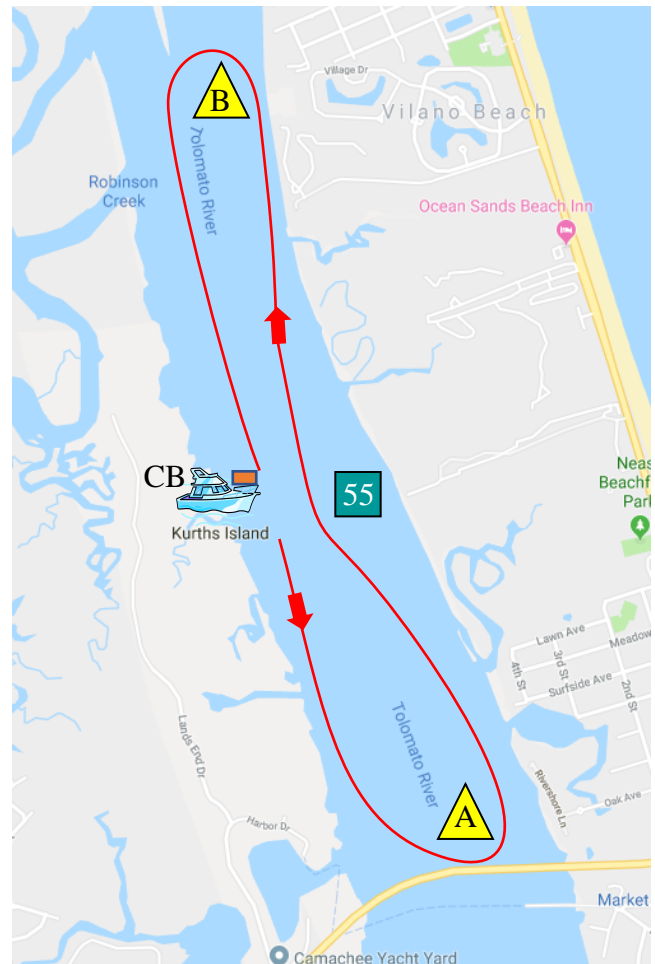 B
Village Dr
Vilano Beach
Tolomato River
Robinson
Creek
Ocean Sands Beach Inn
CB
55
Neas
Beachf
Park
Kurths Island
Lawn Ave
Meadow
4th St
3rd St
Surfside Ave
2nd St
Tolomato River
Lands End Dr
Rivershore Ln
Oak Ave
A
Harbor Dr
Market
Camachee Yacht Yard